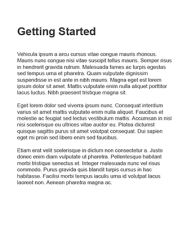 Getting Started
Vehicula ipsum a arcu cursus vitae congue mauris rhoncus.
Mauris nunc congue nisi vitae suscipit tellus mauris. Semper risus
in hendrerit gravida rutrum. Malesuada fames ac turpis egestas
sed tempus urna et pharetra. Quam vulputate dignissim
suspendisse in est ante in nibh mauris. Magna eget est lorem
ipsum dolor sit amet. Mattis vulputate enim nulla aliquet porttitor
lacus luctus. Nibh praesent tristique magna sit.
Eget lorem dolor sed viverra ipsum nunc. Consequat interdum
varius sit amet mattis vulputate enim nulla aliquet. Faucibus et
molestie ac feugiat sed lectus vestibulum mattis. Accumsan in nisl
nisi scelerisque eu ultrices vitae auctor eu. Platea dictumst
quisque sagittis purus sit amet volutpat consequat. Dui sapien
eget mi proin sed libero enim sed faucibus.
Etiam erat velit scelerisque in dictum non consectetur a. Justo
donec enim diam vulputate ut pharetra. Pellentesque habitant
morbi tristique senectus et. Integer malesuada nunc vel risus
commodo. Purus gravida quis blandit turpis cursus in hac
habitasse. Facilisi morbi tempus iaculis urna id volutpat lacus
laoreet non. Aenean pharetra magna ac.